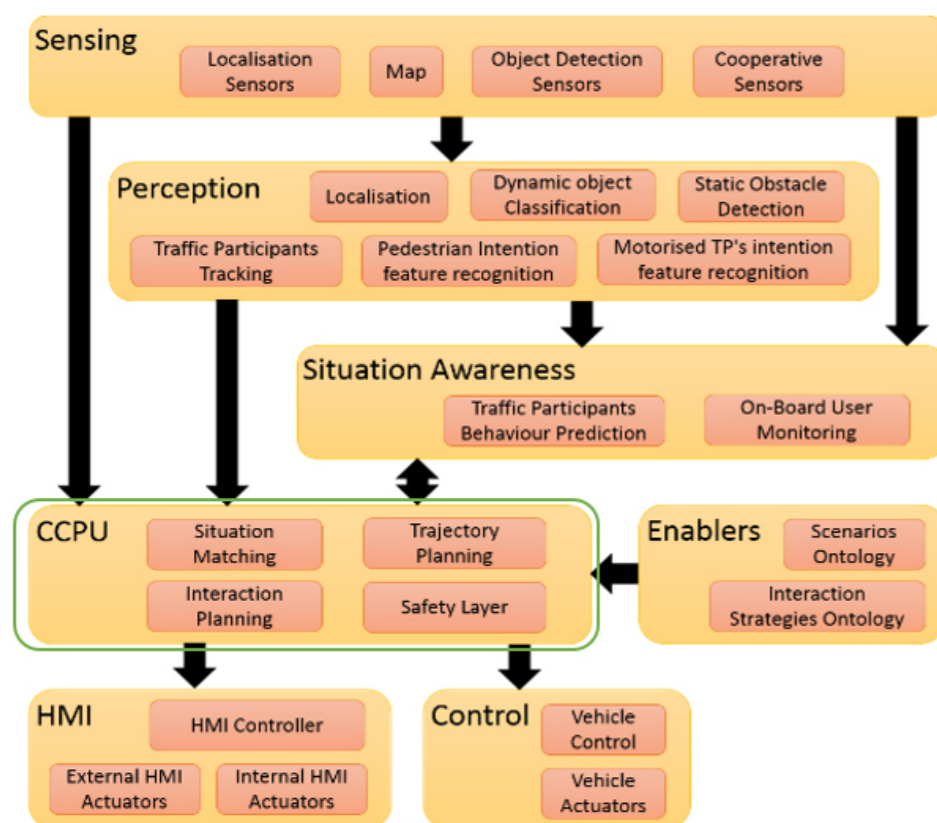 Sensing
Localisation
Sensors
Map
Object Detection
Sensors
Cooperative
Sensors
Perception
Localisation
Dynamic object
Classification
Static Obstacle
Detection
Traffic Participants
Tracking
Pedestrian Intention
feature recognition
Motorised TP's intention
feature recognition
Situation Awareness
Traffic Participants
Behaviour Prediction
On-Board User
Monitoring
CCPU
Situation
Matching
Trajectory
Planning
Interaction
Planning
Safety Layer
Enablers
Scenarios
Ontology
Interaction
Strategies Ontology
HMI
HMI Controller
External HMI
Actuators
Internal HMI
Actuators
Control
Vehicle
Control
Vehicle
Actuators